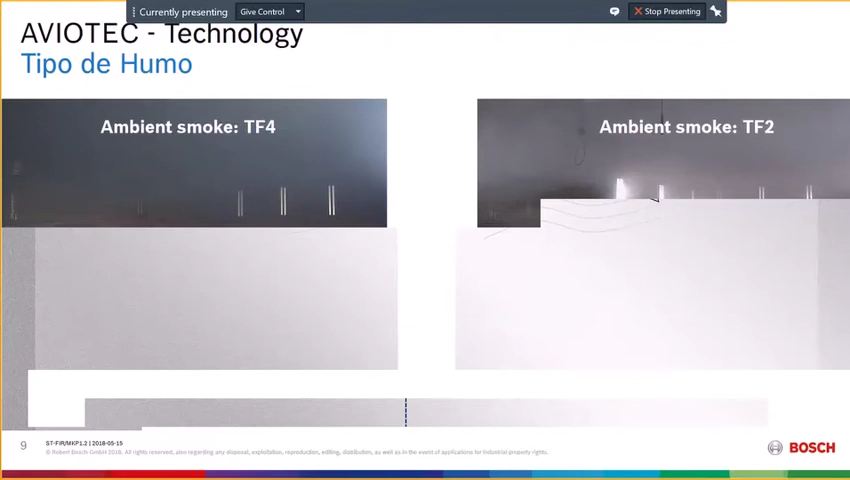 Currently presenting
Give Control
Stop Presenting
AVIOTEC - Technology
Tipo de Humo
Ambient smoke: TF4
Ambient smoke: TF2
9
ST-FIR/MKP1.2 | 2018-05-15
© Robert Bosch GmbH 2018. All rights reserved, also regarding any disposal, exploitation, reproduction, editing, distribution, as well as in the event of applications for industrial property rights.
BOSCH